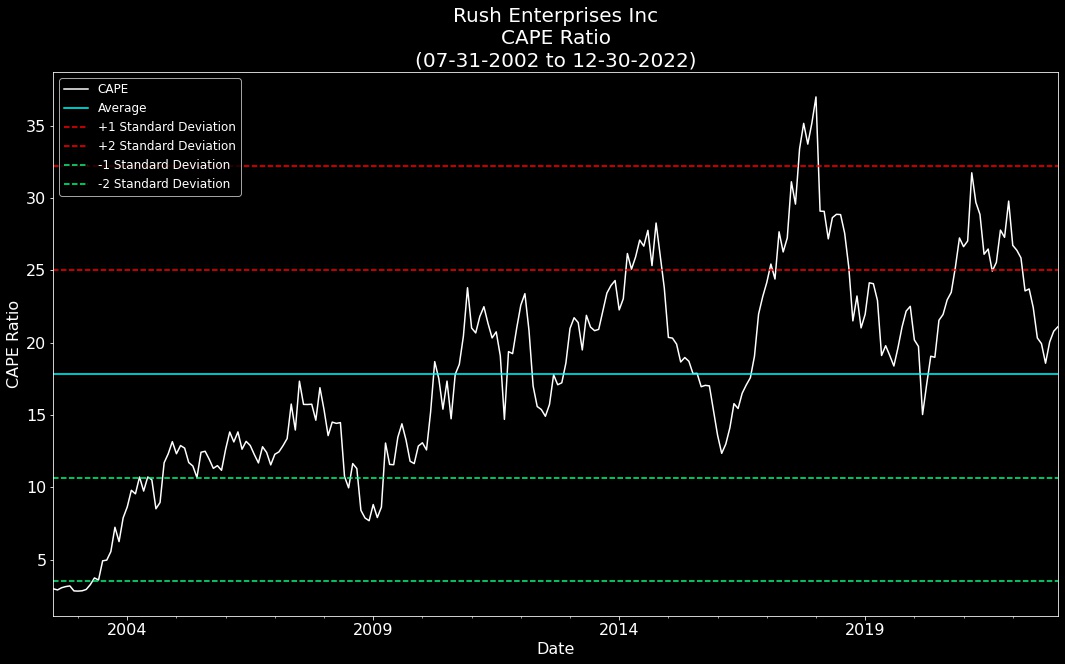 Rush Enterprises Inc
CAPE Ratio
(07-31-2002 to 12-30-2022)
CAPE
Average
+1 Standard Deviation
+2 Standard Deviation
-1 Standard Deviation
-2 Standard Deviation
35
30
25
20
15
10
5
CAPE Ratio
2004
2009
2014
2019
Date